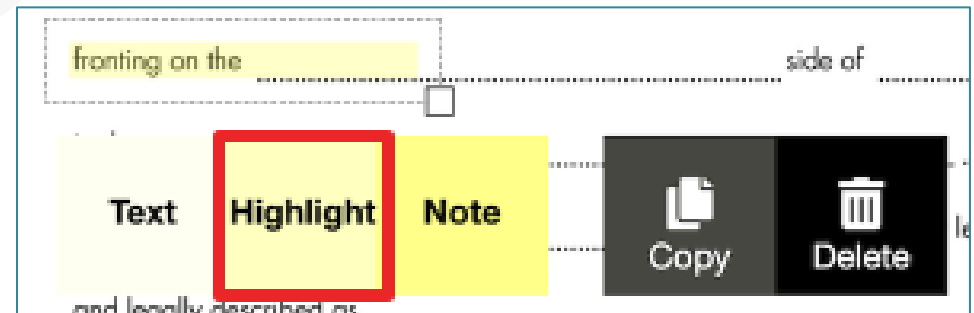 fronting on the side of
Text Highlight Note Copy Delete
and legally described as